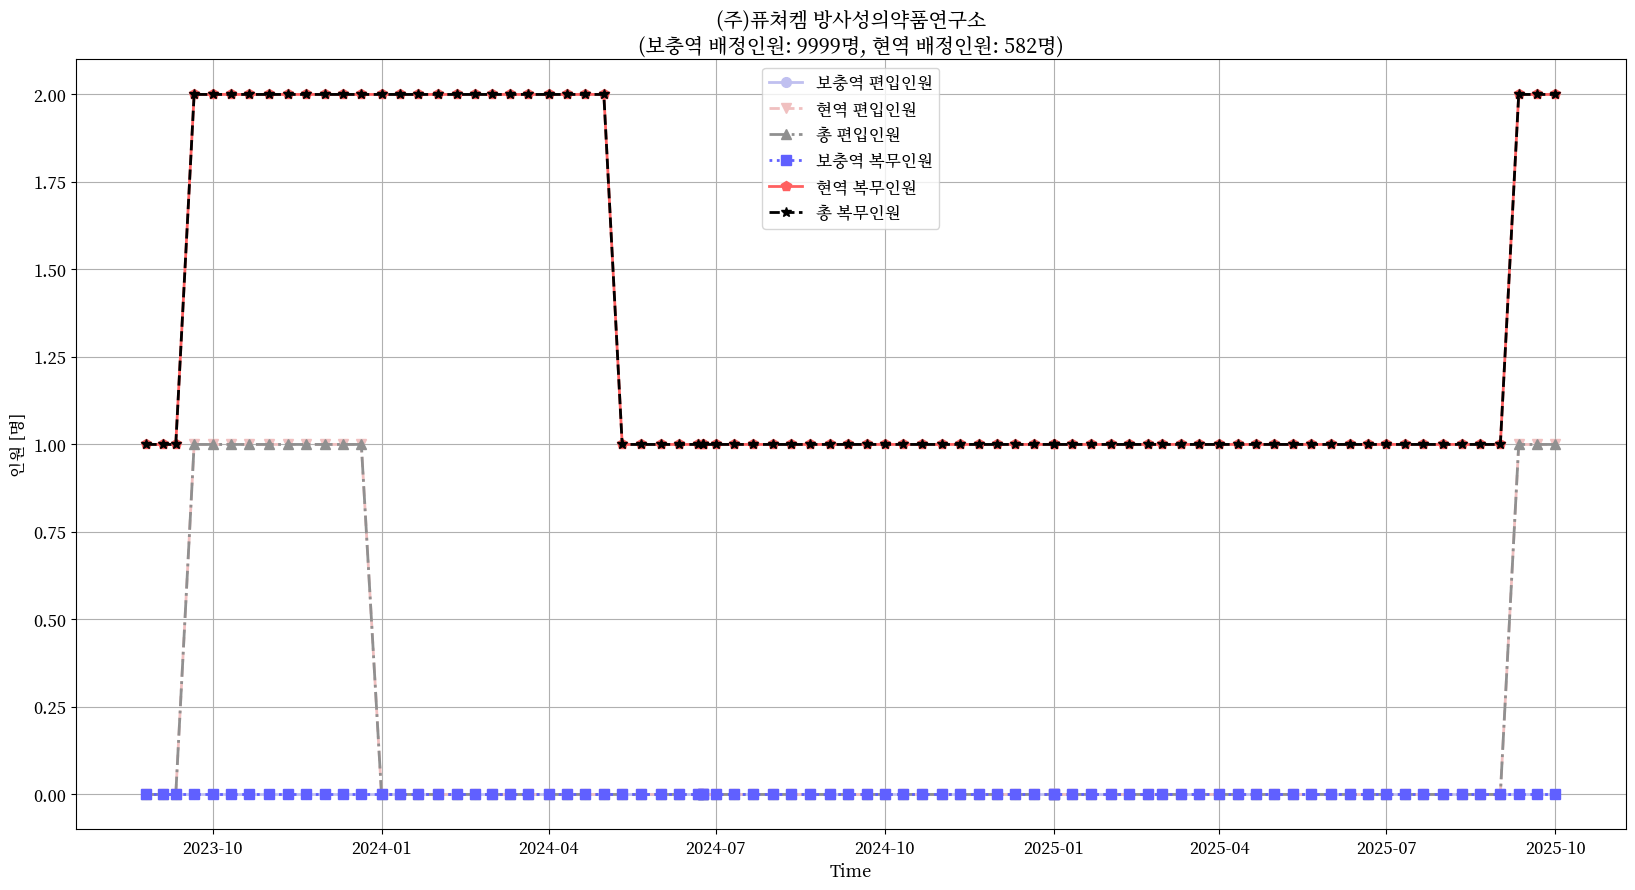 (주)퓨쳐켐 방사성의약품연구소
(보충역 배정인원: 9999명, 현역 배정인원: 582명)
보충역 편입인원
현역 편입인원
총 편입인원
보충역 복무인원
현역 복무인원
총 복무인원
인원 [명]
2.00
1.75
1.50
1.25
1.00
0.75
0.50
0.25
0.00
2023-10
2024-01
2024-04
2024-07
2024-10
2025-01
2025-04
2025-07
2025-10
Time